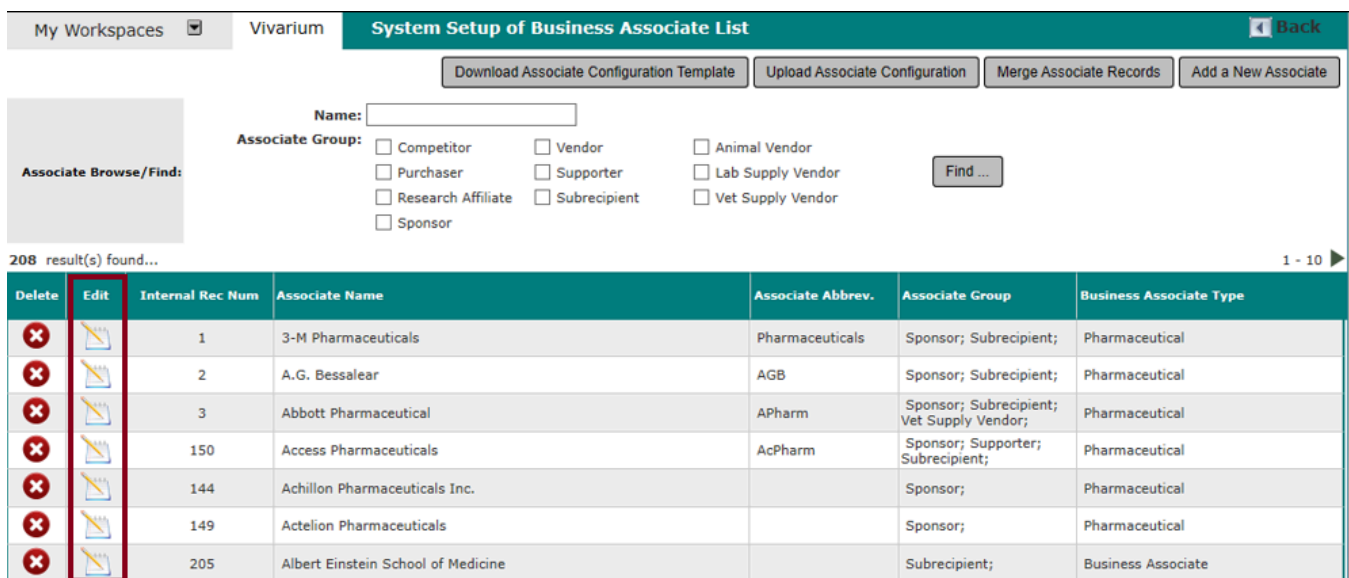 My Workspaces Vivarium System Setup of Business Associate List Back
Download Associate Configuration Template Upload Associate Configuration Merge Associate Records Add a New Associate
Name:
Associate Group:
Competitor Vendor Animal Vendor
Associate Browse/Find: Purchaser Supporter Lab Supply Vendor Find ...
Research Affiliate Subrecipient Vet Supply Vendor
Sponsor
208 result(s) found... 1 - 10
Delete Edit Internal Rec Num Associate Name Associate Abbrev. Associate Group Business Associate Type
1 3-M Pharmaceuticals Pharmaceuticals Sponsor; Subrecipient; Pharmaceutical
2 A.G. Bessalear AGB Sponsor; Subrecipient; Pharmaceutical
3 Abbott Pharmaceutical APharm Sponsor; Subrecipient; Vet Supply Vendor; Pharmaceutical
150 Access Pharmaceuticals AcPharm Sponsor; Supporter; Subrecipient; Pharmaceutical
144 Achillon Pharmaceuticals Inc. Sponsor; Pharmaceutical
149 Actelion Pharmaceuticals Sponsor; Pharmaceutical
205 Albert Einstein School of Medicine Subrecipient; Business Associate